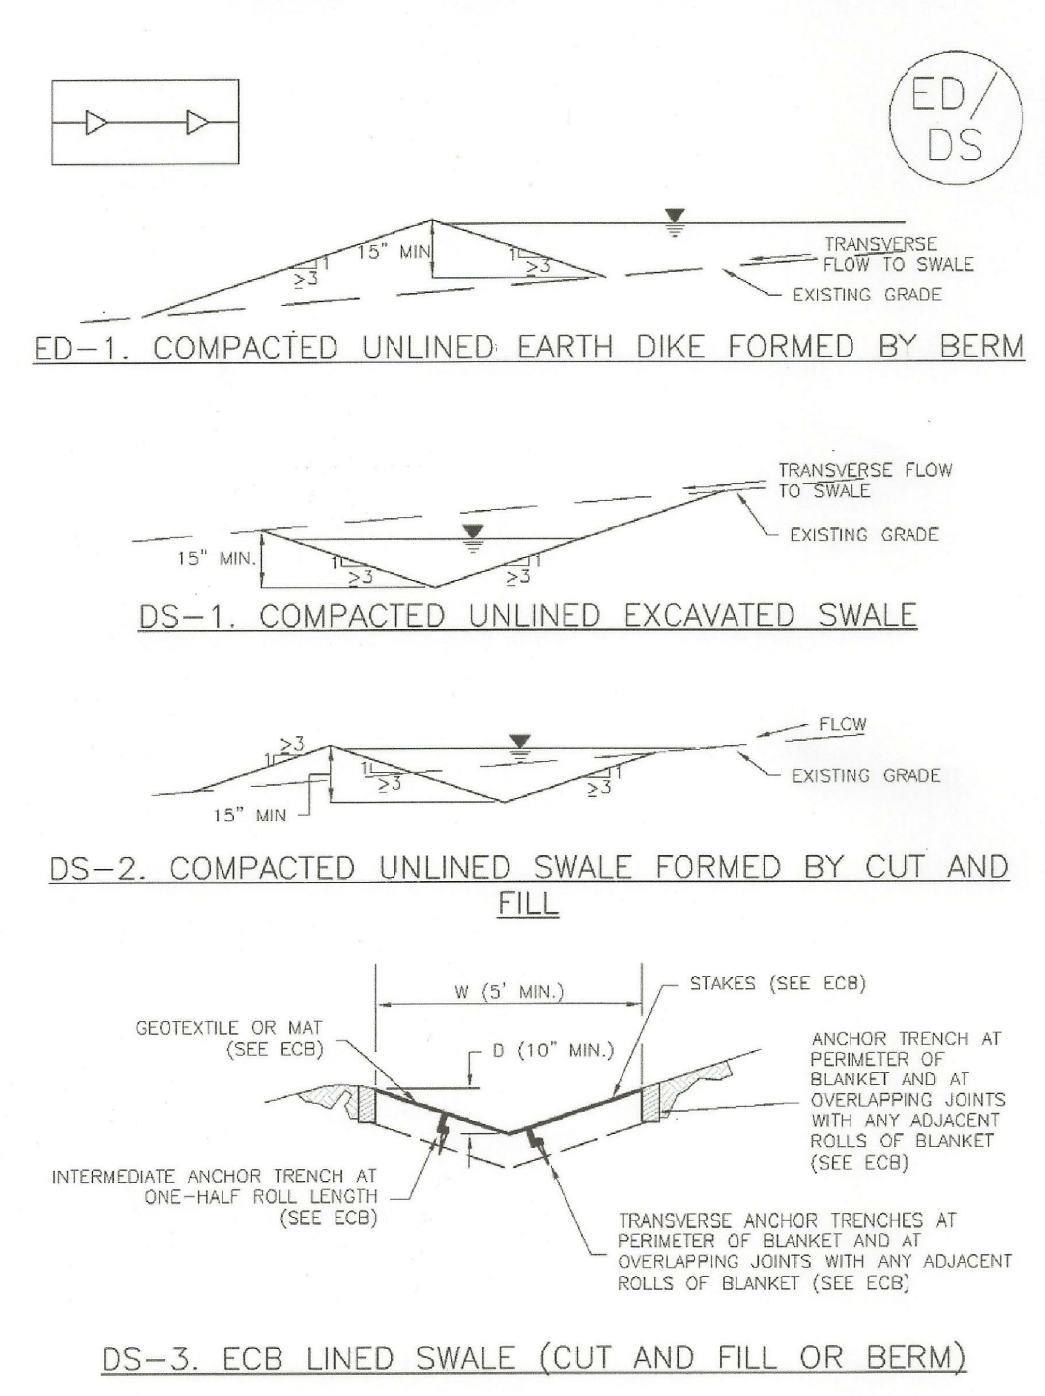 ED/
DS
15" MIN
1
≥3
1
≥3
TRANSVERSE
FLOW TO SWALE
EXISTING GRADE
ED-1. COMPACTED UNLINED EARTH DIKE FORMED BY BERM
TRANSVERSE FLOW
TO SWALE
EXISTING GRADE
15" MIN.
1
≥3
1
≥3
DS-1. COMPACTED UNLINED EXCAVATED SWALE
FLOW
≥3
1
1
≥3
1
≥3
EXISTING GRADE
15" MIN
DS-2. COMPACTED UNLINED SWALE FORMED BY CUT AND
FILL
W (5' MIN.)
STAKES (SEE ECB)
GEOTEXTILE OR MAT
(SEE ECB)
D (10" MIN.)
ANCHOR TRENCH AT
PERIMETER OF
BLANKET AND AT
OVERLAPPING JOINTS
WITH ANY ADJACENT
ROLLS OF BLANKET
(SEE ECB)
INTERMEDIATE ANCHOR TRENCH AT
ONE-HALF ROLL LENGTH
(SEE ECB)
TRANSVERSE ANCHOR TRENCHES AT
PERIMETER OF BLANKET AND AT
OVERLAPPING JOINTS WITH ANY ADJACENT
ROLLS OF BLANKET (SEE ECB)
DS-3. ECB LINED SWALE (CUT AND FILL OR BERM)